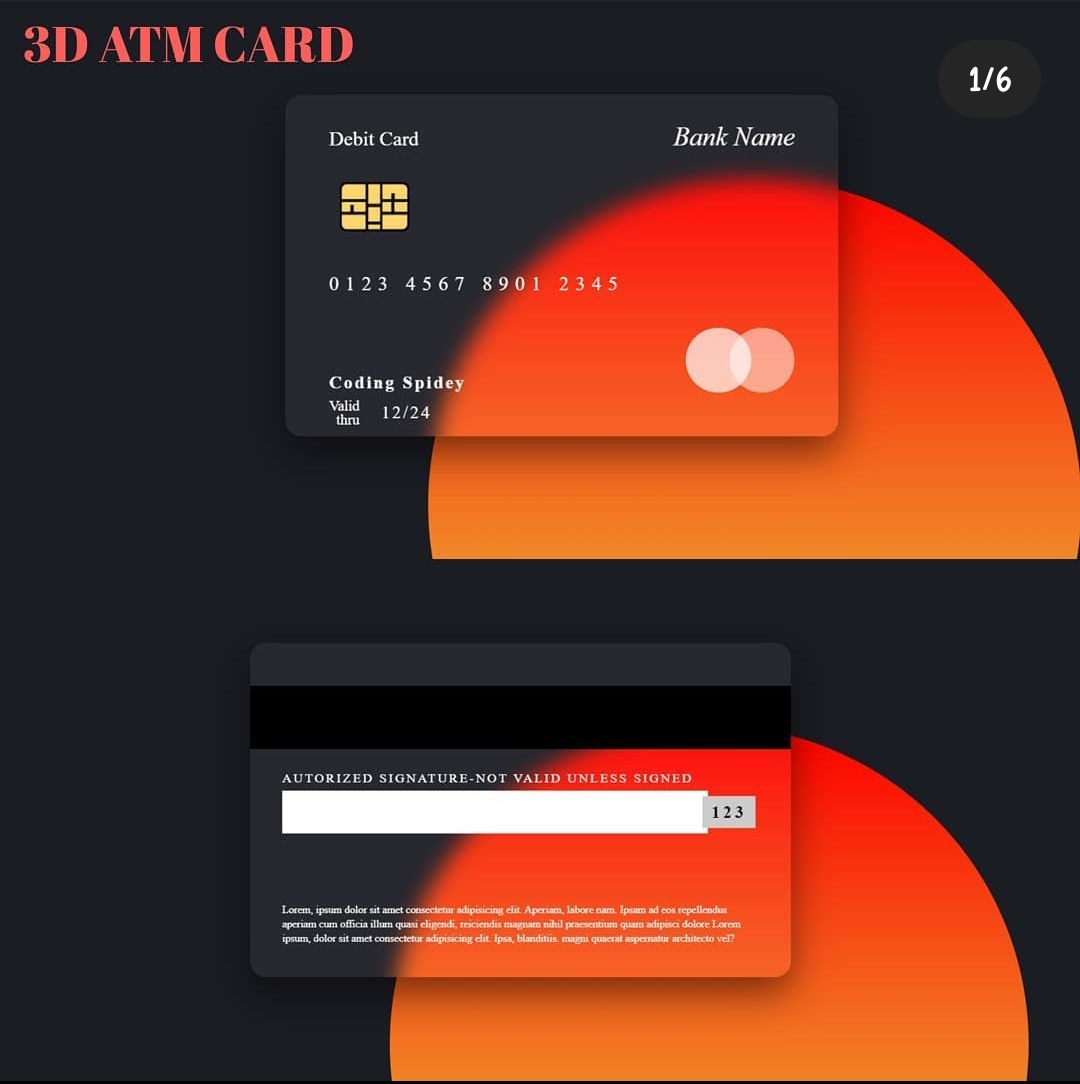 3D ATM CARD
1/6
Debit Card
Bank Name
0123 4567 8901 2345
Coding Spidey
Valid
thru
12/24
AUTORIZED SIGNATURE-NOT VALID UNLESS SIGNED
123
Lorem, ipsum dolor sit amet consectetur adipisicing elit. Aperiam, labore nam. Ipsam ad eos repellendus
aperiam cum officia illum quasi eligendi, reiciendis magnam nihil praesentium quam adipisci dolore Lorem
ipsum, dolor sit amet consectetur adipisicing elit. Ipsa, blanditiis. magni quaerat aspernatur architecto vel?